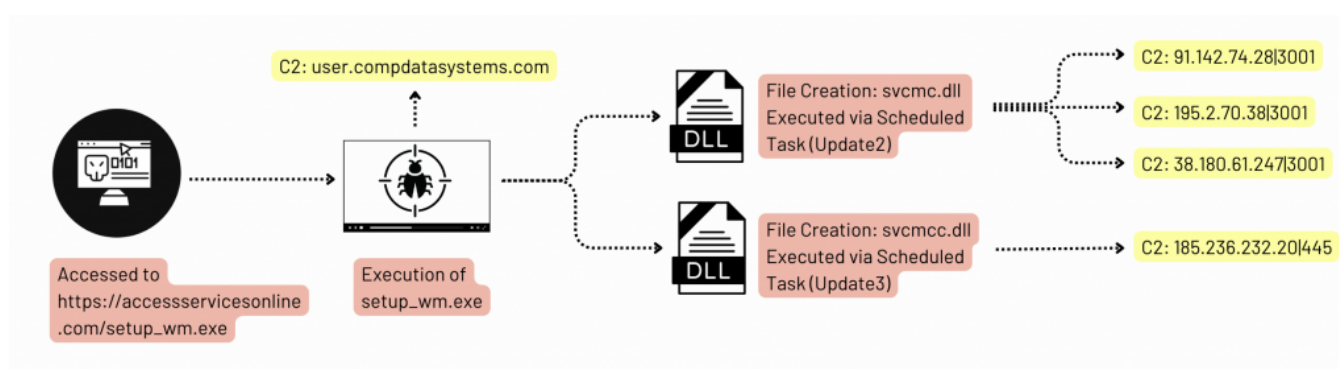 C2: user.compdatasystems.com
0101
Accessed to
https://accessservicesonline
.com/setup_wm.exe
Execution of
setup_wm.exe
DLL
File Creation: svcmc.dll
Executed via Scheduled
Task (Update2)
C2: 91.142.74.28|3001
C2: 195.2.70.38|3001
C2: 38.180.61.247|3001
DLL
File Creation: svcmcc.dll
Executed via Scheduled
Task (Update3)
C2: 185.236.232.20|445